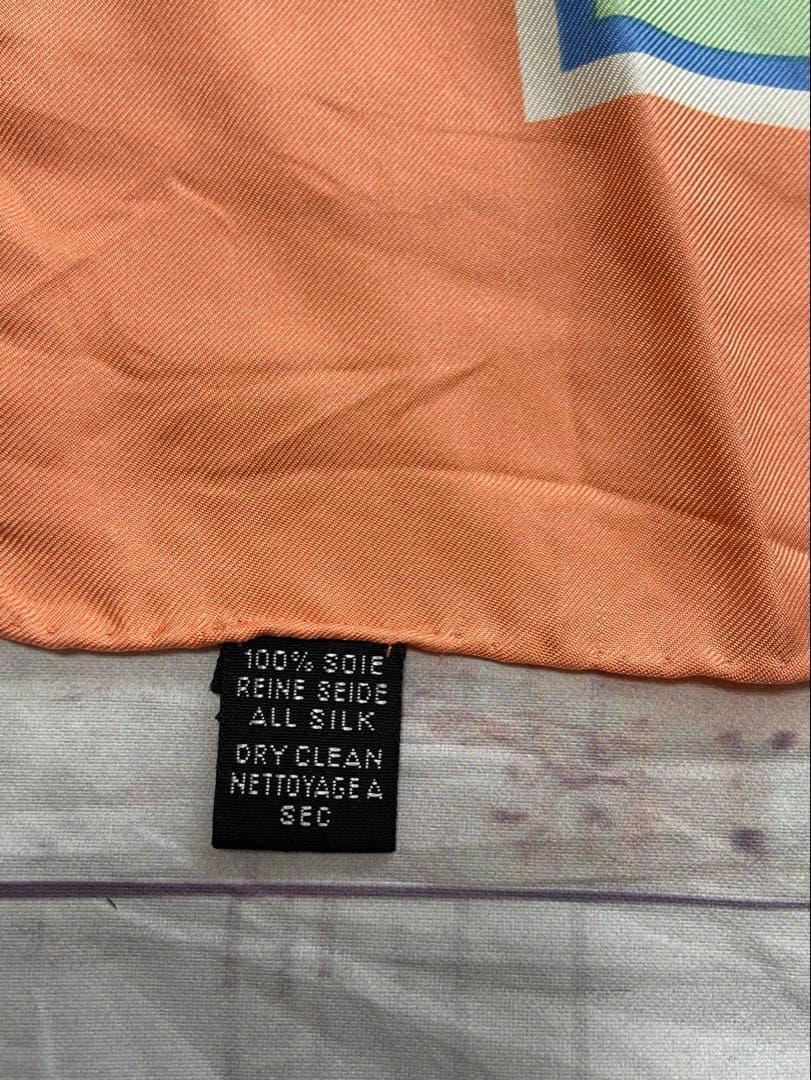 100% SOIE
REINE SEIDE
ALL SILK
DRY CLEAN
NETTOYAGE A
SEC